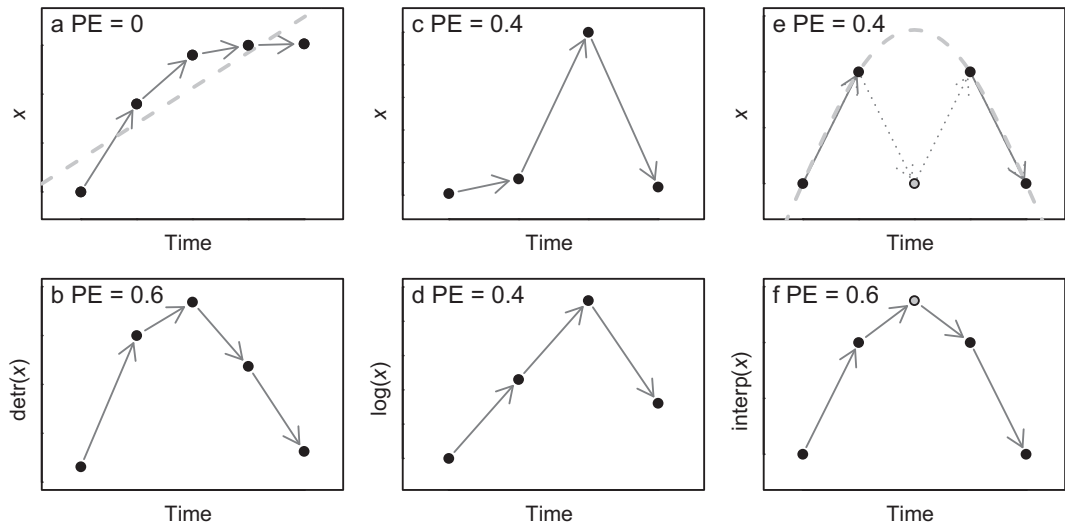 a PE = 0
x
Time
c PE = 0.4
x
Time
e PE = 0.4
x
Time
b PE = 0.6
detr(x)
Time
d PE = 0.4
log(x)
Time
f PE = 0.6
interp(x)
Time